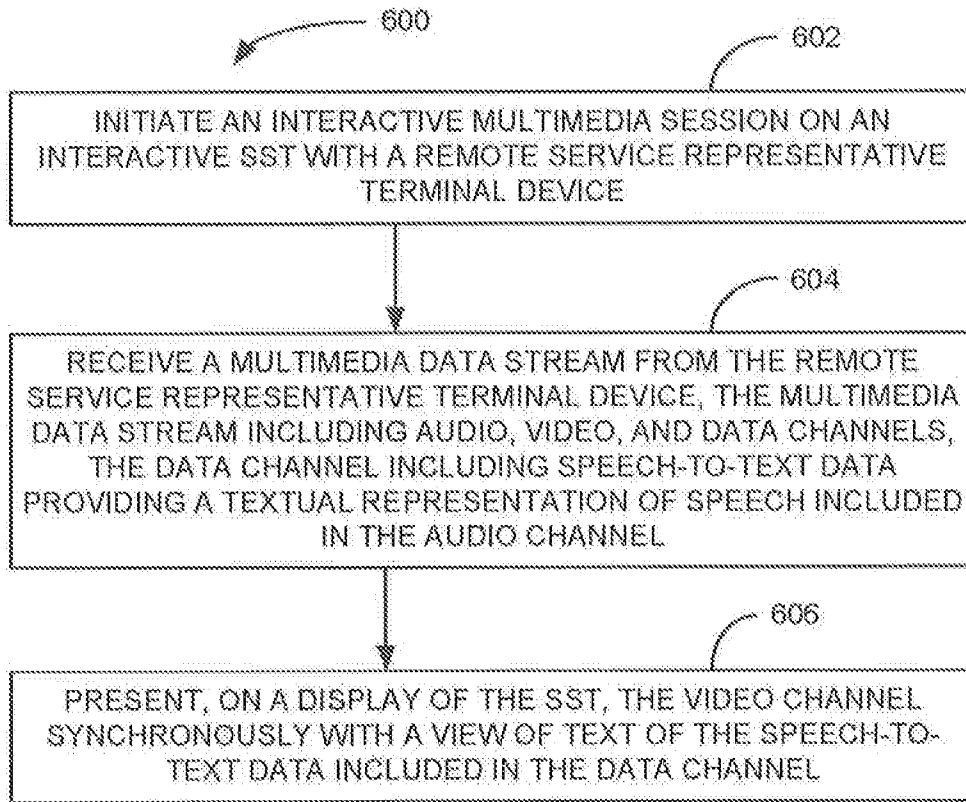 600
602
INITIATE AN INTERACTIVE MULTIMEDIA SESSION ON AN
INTERACTIVE SST WITH A REMOTE SERVICE REPRESENTATIVE
TERMINAL DEVICE
604
RECEIVE A MULTIMEDIA DATA STREAM FROM THE REMOTE
SERVICE REPRESENTATIVE TERMINAL DEVICE, THE MULTIMEDIA
DATA STREAM INCLUDING AUDIO, VIDEO, AND DATA CHANNELS,
THE DATA CHANNEL INCLUDING SPEECH-TO-TEXT DATA
PROVIDING A TEXTUAL REPRESENTATION OF SPEECH INCLUDED
IN THE AUDIO CHANNEL
606
PRESENT, ON A DISPLAY OF THE SST, THE VIDEO CHANNEL
SYNCHRONOUSLY WITH A VIEW OF TEXT OF THE SPEECH-TO-
TEXT DATA INCLUDED IN THE DATA CHANNEL